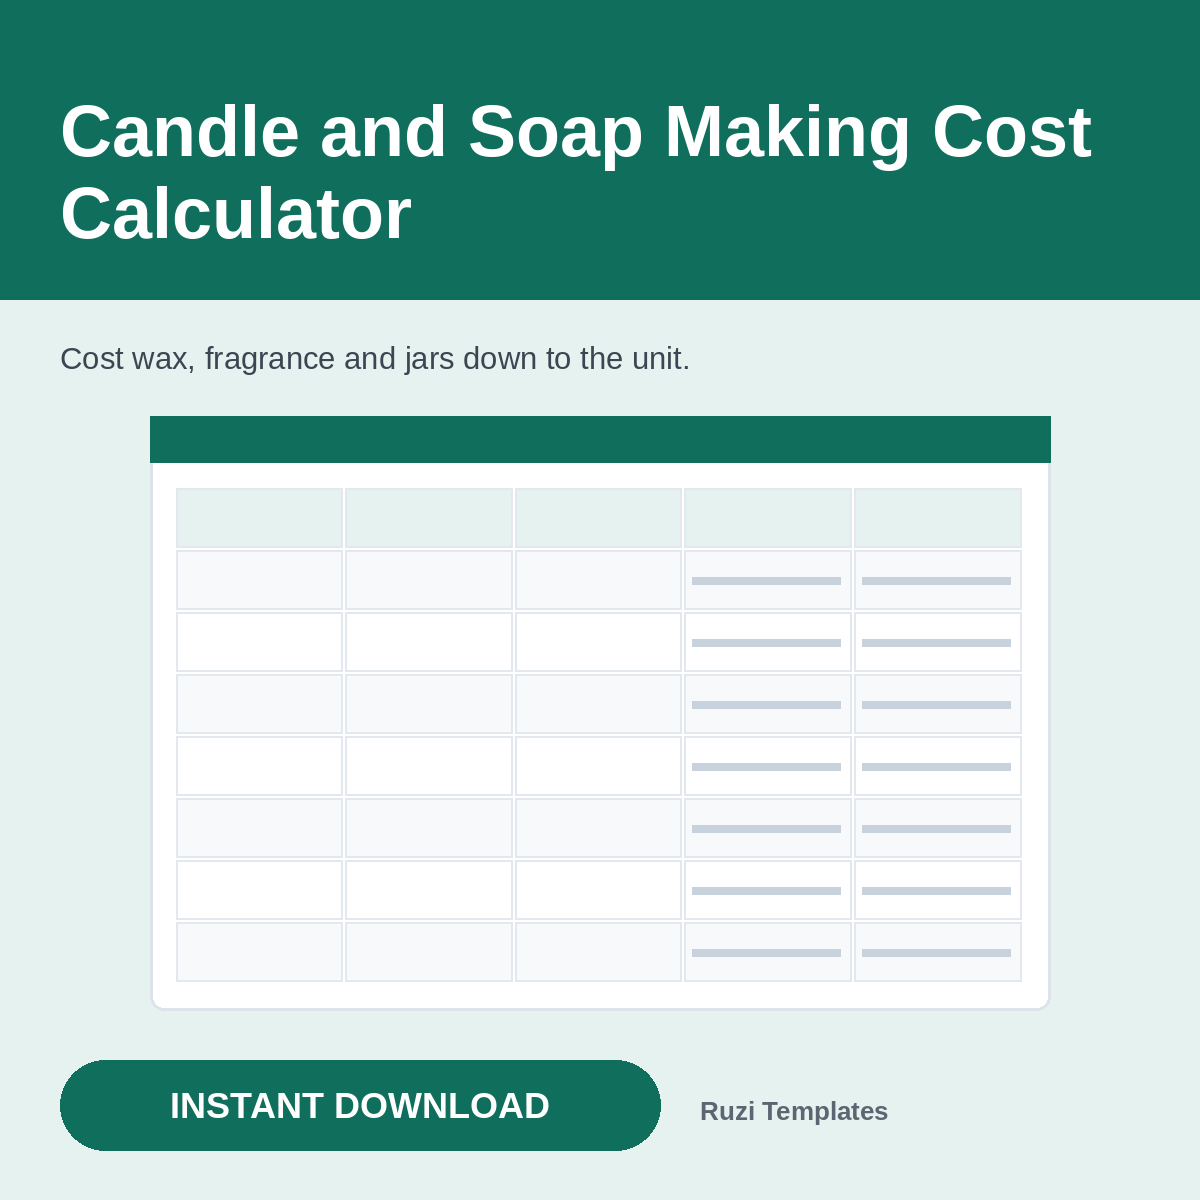 Candle and Soap Making Cost
Calculator
Cost wax, fragrance and jars down to the unit.
INSTANT DOWNLOAD
Ruzi Templates